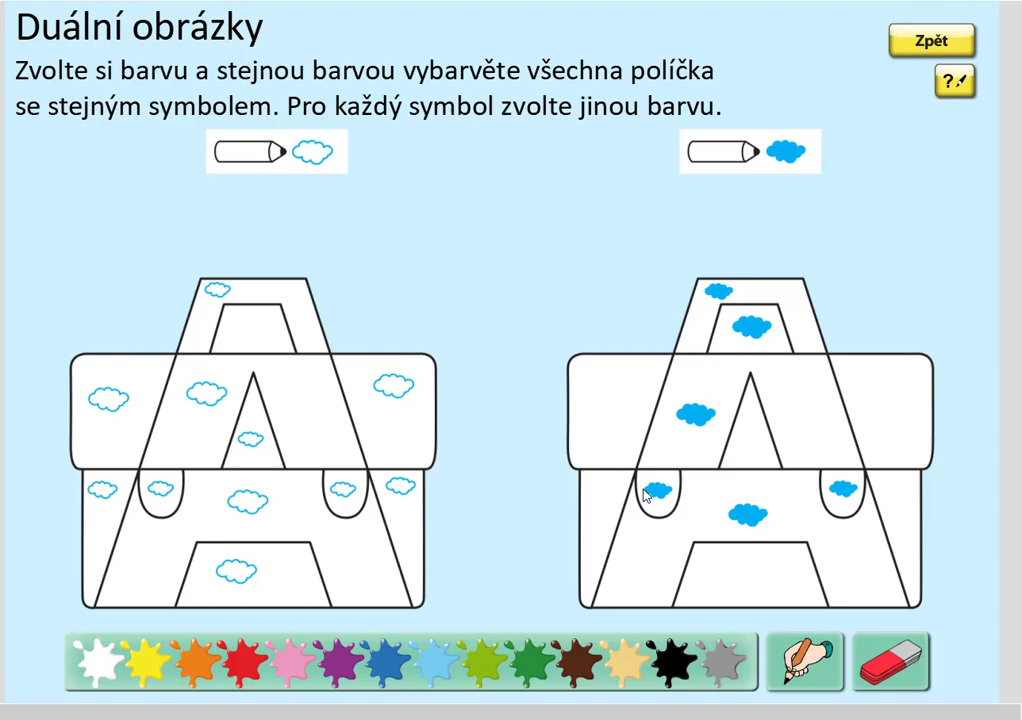 Duální obrázky
Zpět
Zvolte si barvu a stejnou barvou vybarvěte všechna políčka
?
se stejným symbolem. Pro každý symbol zvolte jinou barvu.